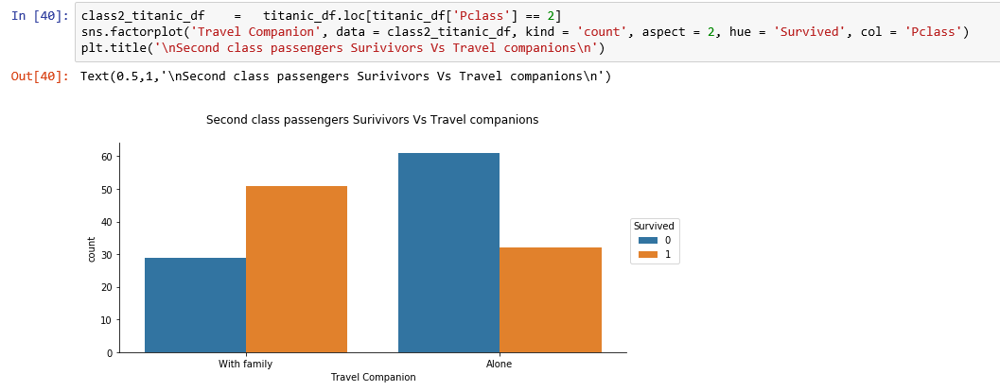 In [40]: class2_titanic_df    =   titanic_df.loc[titanic_df['Pclass'] == 2]
sns.factorplot('Travel Companion', data = class2_titanic_df, kind = 'count', aspect = 2, hue = 'Survived', col = 'Pclass')
plt.title('\nSecond class passengers Surivivors Vs Travel companions\n')
Out[40]: Text(0.5,1,'\nSecond class passengers Surivivors Vs Travel companions\n')
Second class passengers Surivivors Vs Travel companions
60
50
40
30
20
10
0
count
With family
Alone
Travel Companion
Survived
0
1